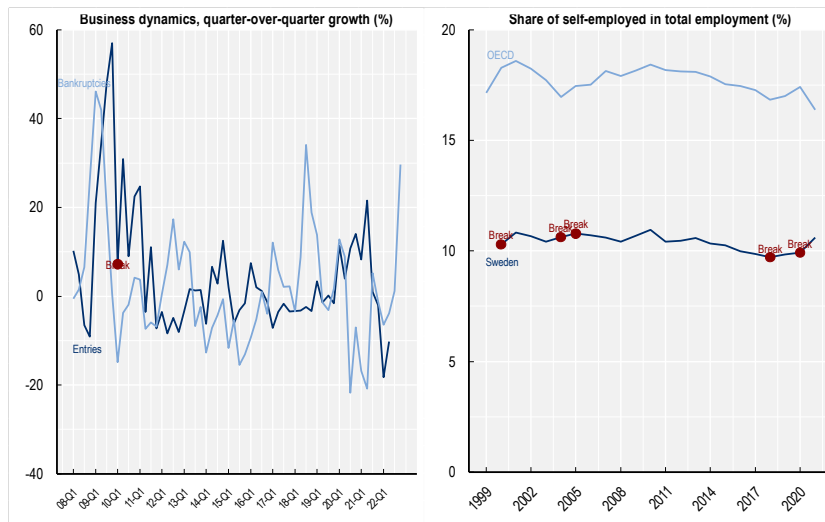 Business dynamics, quarter-over-quarter growth (%)
60
40
20
0
-20
-40
Bankruptcies
Break
Entries
08-Q1
09-Q1
10-Q1
11-Q1
12-Q1
13-Q1
14-Q1
15-Q1
16-Q1
17-Q1
18-Q1
19-Q1
20-Q1
21-Q1
22-Q1
Share of self-employed in total employment (%)
20
15
10
5
0
OECD
Break
Break
Break
Break
Break
Sweden
1999
2002
2005
2008
2011
2014
2017
2020